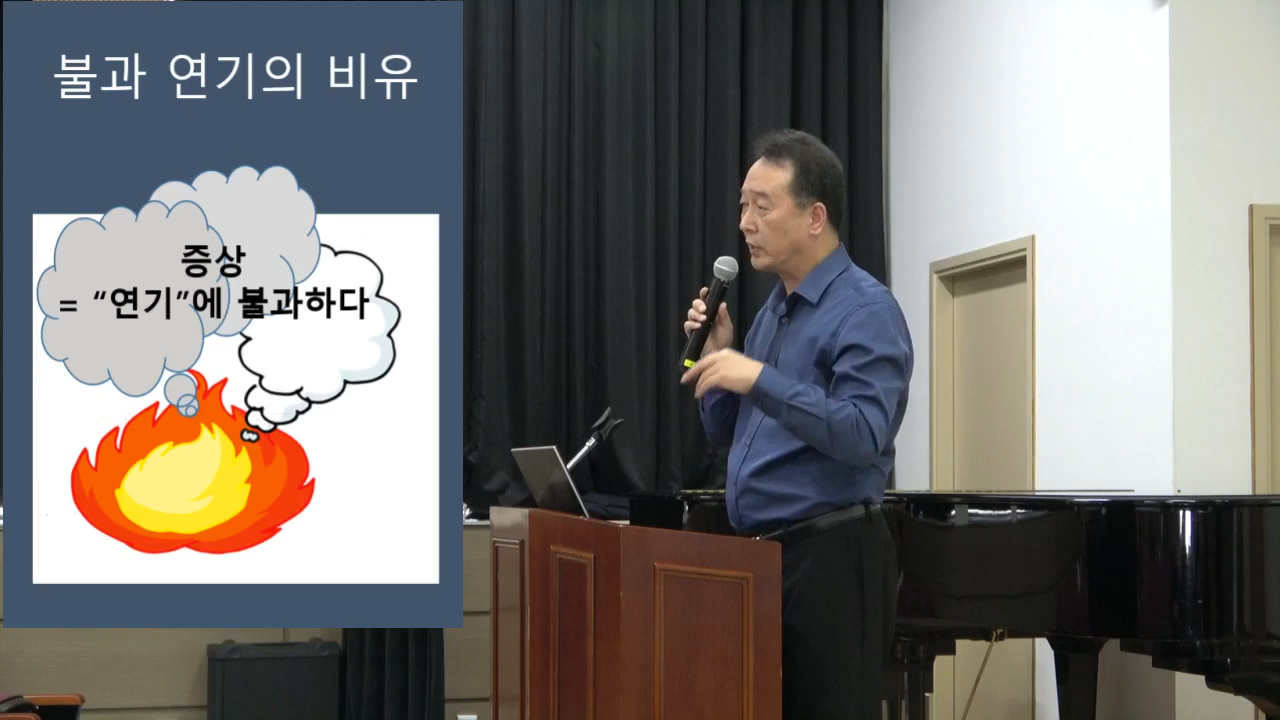 불과 연기의 비유
증상
= “연기”에 불과하다